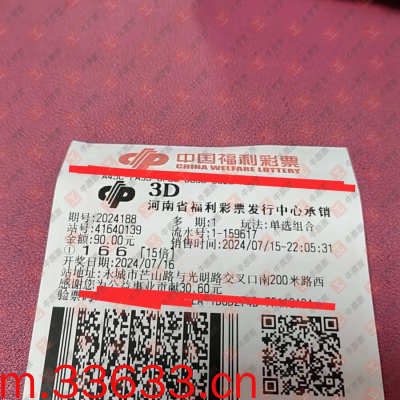 中国福利彩票
CHINA WELFARE LOTTERY
3D
河南省福利彩票发行中心承销
期号:2024188 多 期:1 玩法:单选组合
站号:41640139 流水号:1-159617
金额:90.00元 销售时间:2024/07/15-22:05:31
166 [15倍]
开奖日期:2024/07/16
站地址:永城市芒山路与光明路交叉口南200米路西
感谢您为公益事业贡献30.60元
验票码
m.33633.cn